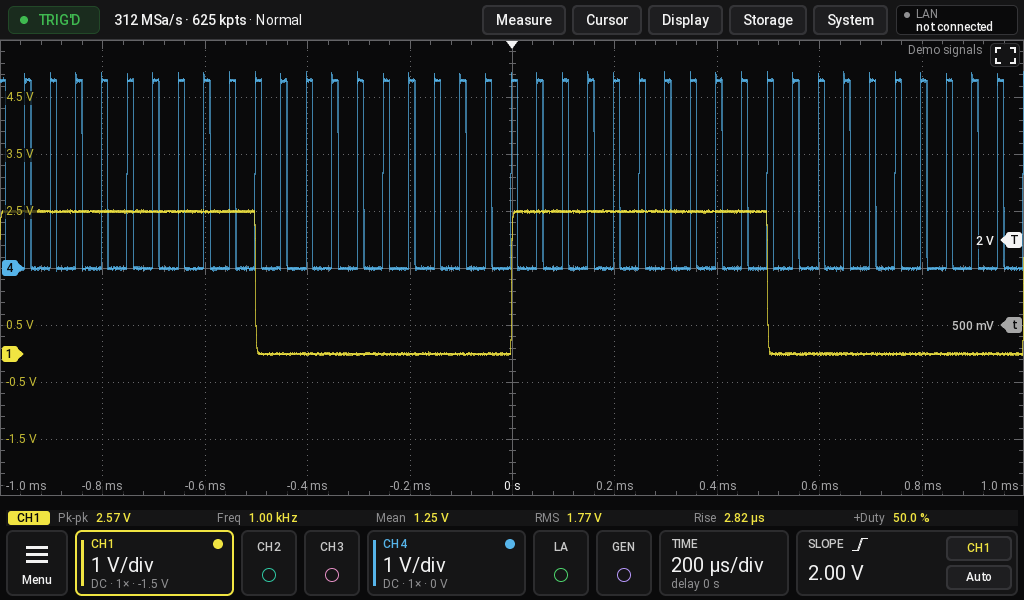 TRIG'D 312 MSa/s · 625 kpts · Normal Measure Cursor Display Storage System LAN
not connected
Demo signals
4.5 V
3.5 V
2.5 V
2 V T
4
0.5 V 500 mV t
1
-0.5 V
-1.5 V
-1.0 ms -0.8 ms -0.6 ms -0.4 ms -0.2 ms 0 s 0.2 ms 0.4 ms 0.6 ms 0.8 ms 1.0 ms
CH1 Pk-pk 2.57 V Freq 1.00 kHz Mean 1.25 V RMS 1.77 V Rise 2.82 µs +Duty 50.0 %
Menu
CH1
1 V/div
DC · 1× · -1.5 V
CH2
CH3
CH4
1 V/div
DC · 1× · 0 V
LA
GEN
TIME
200 µs/div
delay 0 s
SLOPE
2.00 V
CH1
Auto